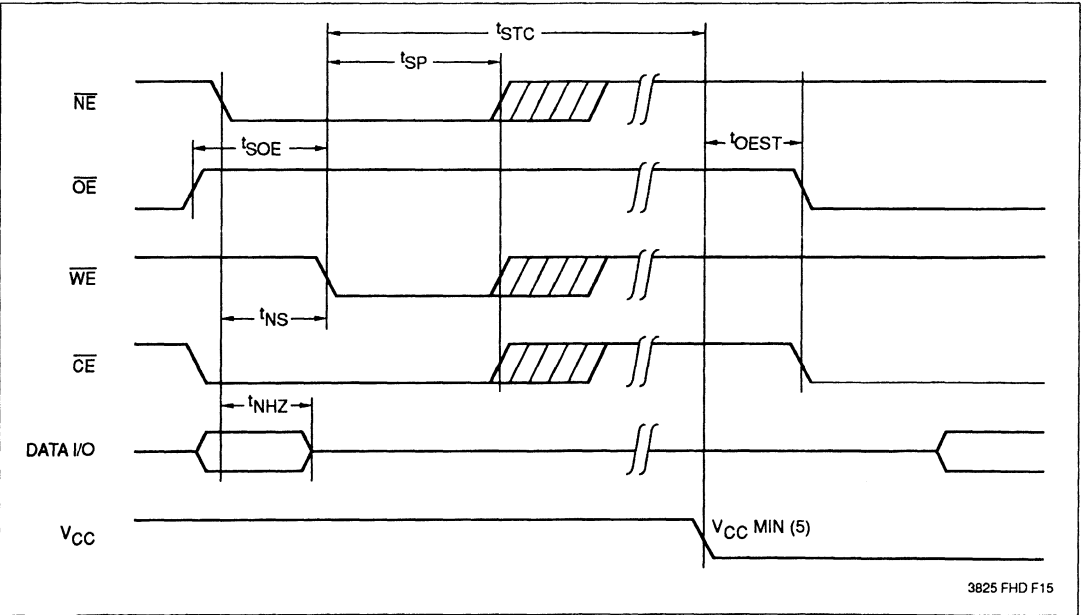 tSTC
tSP
NE
tSOE
tOEST
OE
WE
tNS
CE
tNHZ
DATA I/O
VCC
VCC MIN (5)
3825 FHD F15